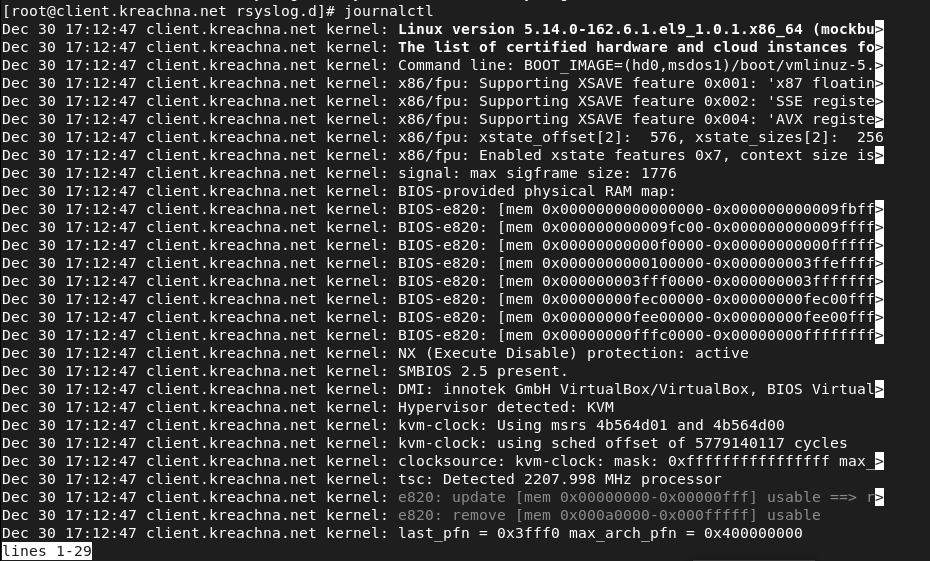 [root@client.kreachna.net rsyslog.d]# journalctl
Dec 30 17:12:47 client.kreachna.net kernel: Linux version 5.14.0-162.6.1.el9_1.0.1.x86_64 (mockbu>
Dec 30 17:12:47 client.kreachna.net kernel: The list of certified hardware and cloud instances fo>
Dec 30 17:12:47 client.kreachna.net kernel: Command line: BOOT_IMAGE=(hd0,msdos1)/boot/vmlinuz-5.>
Dec 30 17:12:47 client.kreachna.net kernel: x86/fpu: Supporting XSAVE feature 0x001: 'x87 floatin>
Dec 30 17:12:47 client.kreachna.net kernel: x86/fpu: Supporting XSAVE feature 0x002: 'SSE registe>
Dec 30 17:12:47 client.kreachna.net kernel: x86/fpu: Supporting XSAVE feature 0x004: 'AVX registe>
Dec 30 17:12:47 client.kreachna.net kernel: x86/fpu: xstate_offset[2]:  576, xstate_sizes[2]:  256
Dec 30 17:12:47 client.kreachna.net kernel: x86/fpu: Enabled xstate features 0x7, context size is>
Dec 30 17:12:47 client.kreachna.net kernel: signal: max sigframe size: 1776
Dec 30 17:12:47 client.kreachna.net kernel: BIOS-provided physical RAM map:
Dec 30 17:12:47 client.kreachna.net kernel: BIOS-e820: [mem 0x0000000000000000-0x000000000009fbff>
Dec 30 17:12:47 client.kreachna.net kernel: BIOS-e820: [mem 0x000000000009fc00-0x000000000009ffff>
Dec 30 17:12:47 client.kreachna.net kernel: BIOS-e820: [mem 0x00000000000f0000-0x00000000000fffff>
Dec 30 17:12:47 client.kreachna.net kernel: BIOS-e820: [mem 0x0000000000100000-0x000000003ffeffff>
Dec 30 17:12:47 client.kreachna.net kernel: BIOS-e820: [mem 0x000000003fff0000-0x000000003fffffff>
Dec 30 17:12:47 client.kreachna.net kernel: BIOS-e820: [mem 0x00000000fec00000-0x00000000fec00fff>
Dec 30 17:12:47 client.kreachna.net kernel: BIOS-e820: [mem 0x00000000fee00000-0x00000000fee00fff>
Dec 30 17:12:47 client.kreachna.net kernel: BIOS-e820: [mem 0x00000000fffc0000-0x00000000ffffffff>
Dec 30 17:12:47 client.kreachna.net kernel: NX (Execute Disable) protection: active
Dec 30 17:12:47 client.kreachna.net kernel: SMBIOS 2.5 present.
Dec 30 17:12:47 client.kreachna.net kernel: DMI: innotek GmbH VirtualBox/VirtualBox, BIOS Virtual>
Dec 30 17:12:47 client.kreachna.net kernel: Hypervisor detected: KVM
Dec 30 17:12:47 client.kreachna.net kernel: kvm-clock: Using msrs 4b564d01 and 4b564d00
Dec 30 17:12:47 client.kreachna.net kernel: kvm-clock: using sched offset of 5779140117 cycles
Dec 30 17:12:47 client.kreachna.net kernel: clocksource: kvm-clock: mask: 0xffffffffffffffff max_>
Dec 30 17:12:47 client.kreachna.net kernel: tsc: Detected 2207.998 MHz processor
Dec 30 17:12:47 client.kreachna.net kernel: e820: update [mem 0x00000000-0x00000fff] usable ==> r>
Dec 30 17:12:47 client.kreachna.net kernel: e820: remove [mem 0x000a0000-0x000fffff] usable
Dec 30 17:12:47 client.kreachna.net kernel: last_pfn = 0x3fff0 max_arch_pfn = 0x400000000
lines 1-29